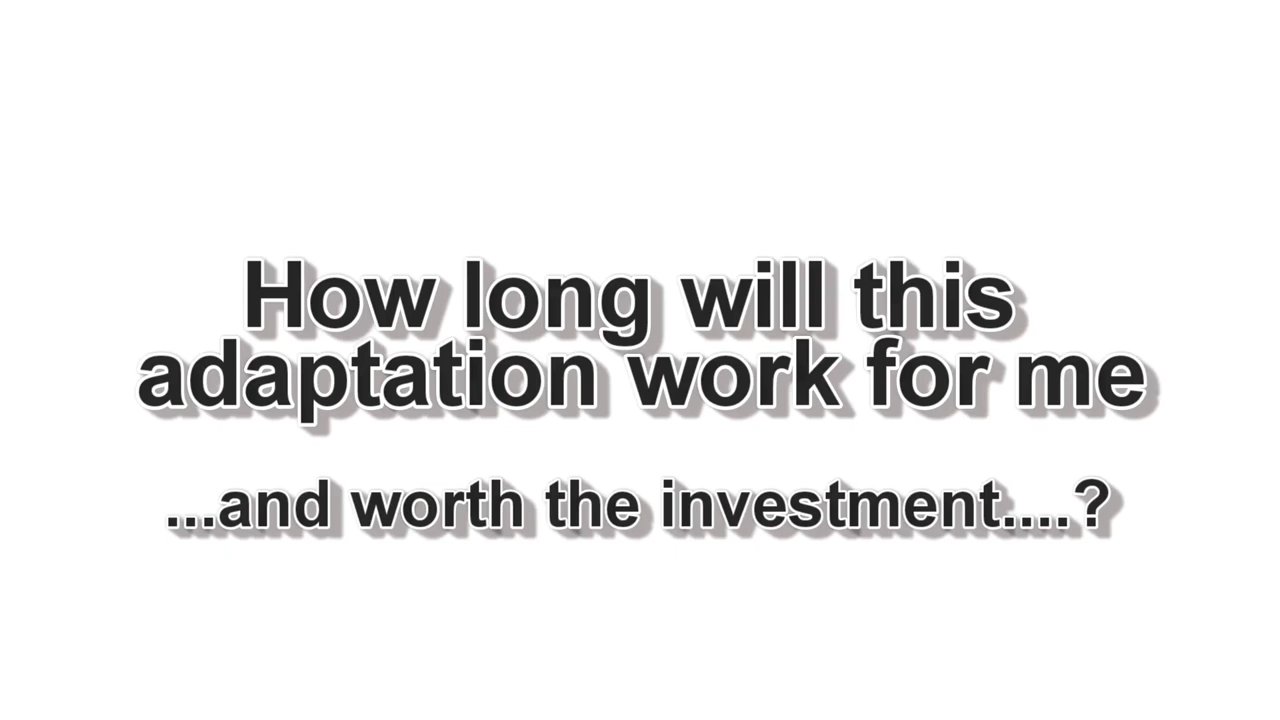 How long will this
adaptation work for me
...and worth the investment....?